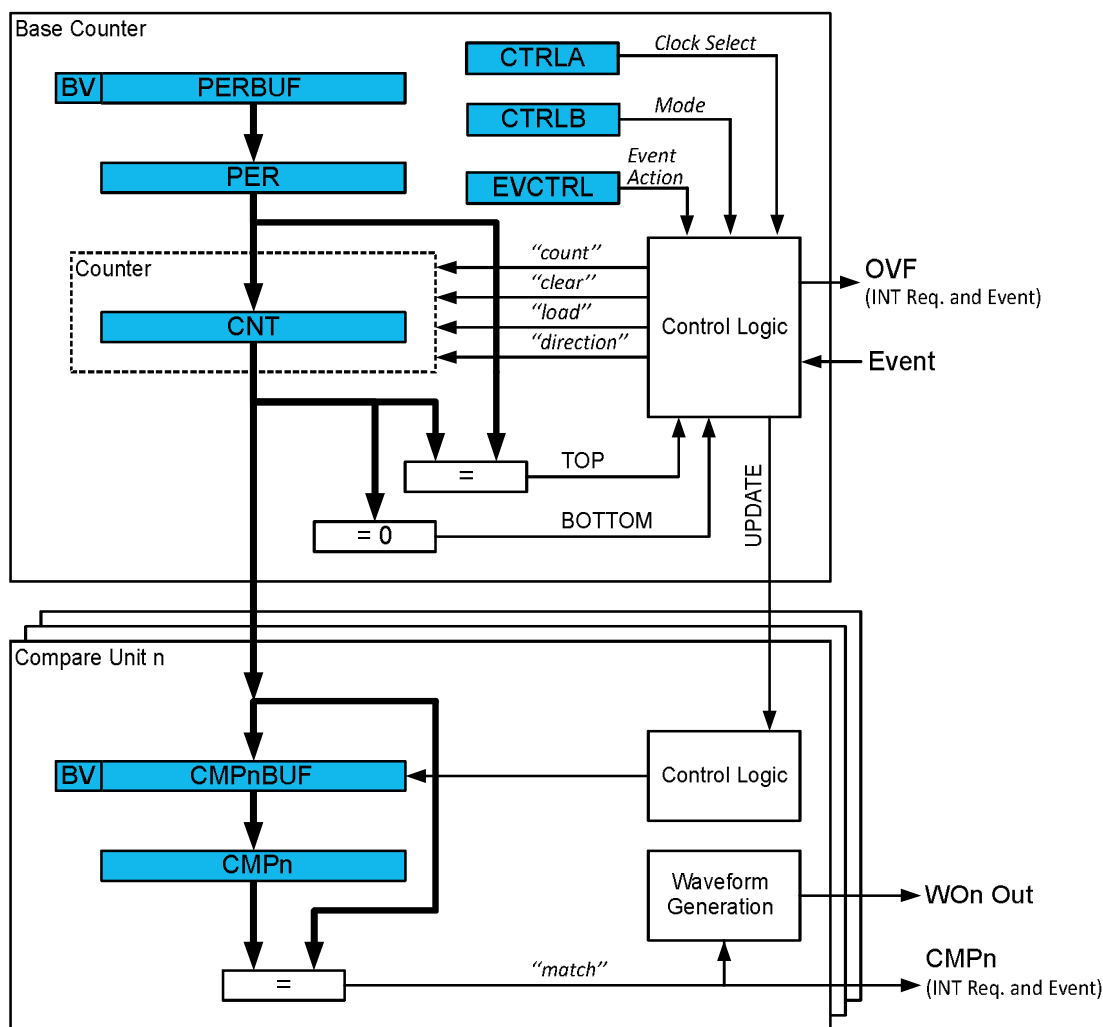 Base Counter
CTRLA
Clock Select
BV
PERBUF
CTRLB
Mode
PER
EVCTRL
Event
Action
Counter
CNT
“count”
“clear”
“load”
“direction”
Control Logic
OVF
(INT Req. and Event)
Event
=
TOP
= 0
BOTTOM
UPDATE
Compare Unit n
BV
CMPnBUF
Control Logic
CMPn
Waveform
Generation
WOn Out
=
“match”
CMPn
(INT Req. and Event)